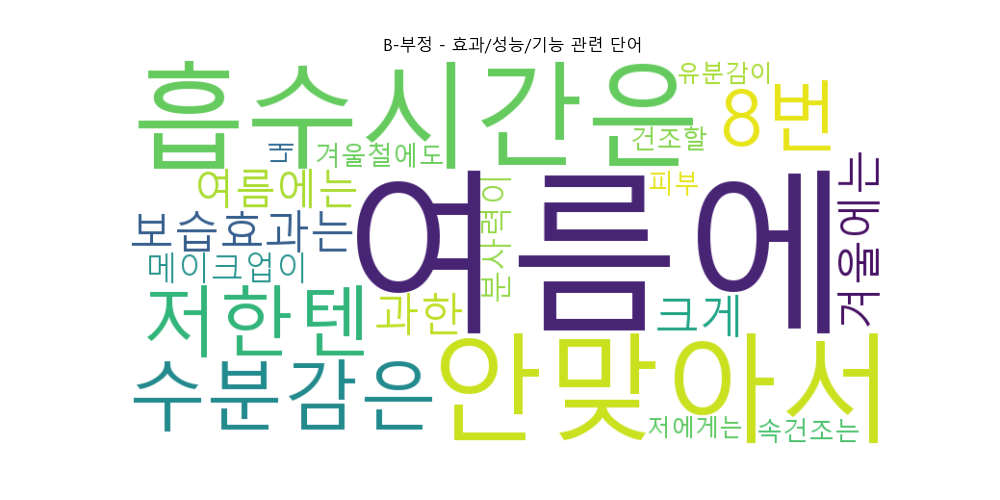 B-부정 - 효과/성능/기능 관련 단어
흡수시간은
유분감이
8번
건조할
내
겨울철에도
여름에는
여름에
피부
겨울에는
분사력이
보습효과는
메이크업이
저한텐
과한
크게
안맞아서
수분감은
저에게는
속건조는